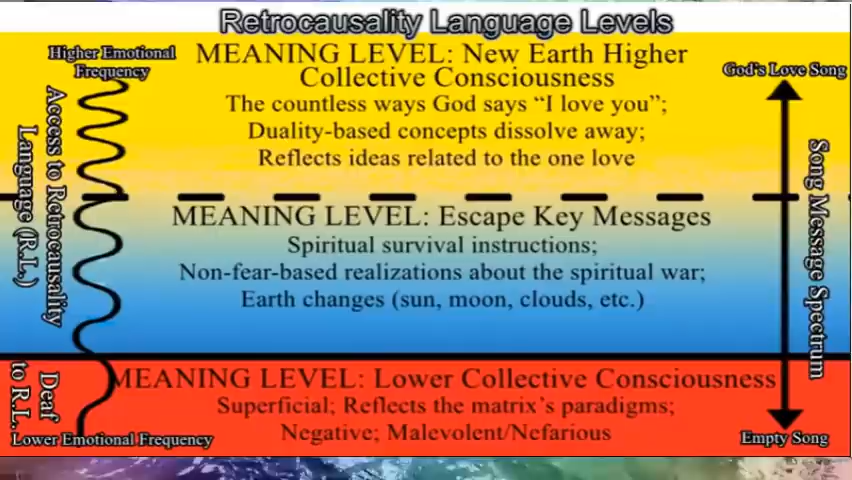 Retrocausality Language Levels
Higher Emotional
Frequency
MEANING LEVEL: New Earth Higher
Collective Consciousness
The countless ways God says “I love you”;
Duality-based concepts dissolve away;
Reflects ideas related to the one love
God's Love Song
Access to Retrocausality
Language (R.L.)
MEANING LEVEL: Escape Key Messages
Spiritual survival instructions;
Non-fear-based realizations about the spiritual war;
Earth changes (sun, moon, clouds, etc.)
Song Message Spectrum
Deaf
to R.L.
MEANING LEVEL: Lower Collective Consciousness
Superficial; Reflects the matrix's paradigms;
Negative; Malevolent/Nefarious
Lower Emotional Frequency
Empty Song